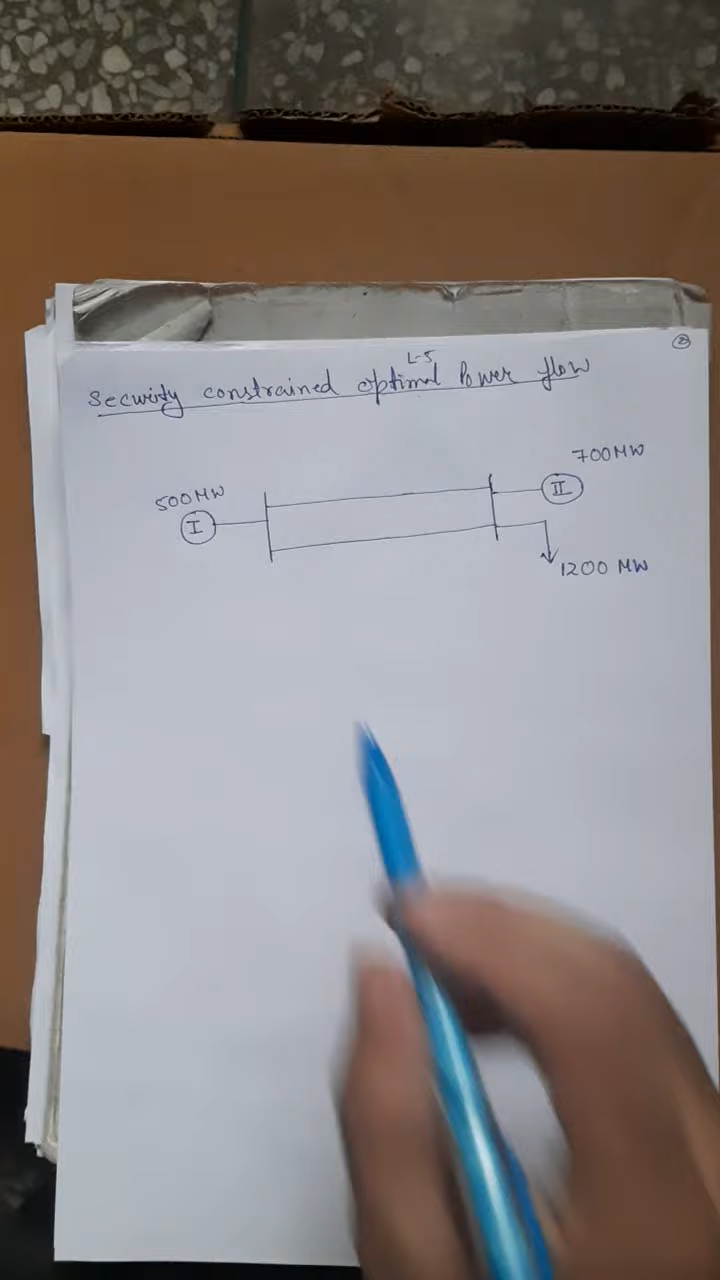 ②
L-5
Security constrained optimal Power flow
700MW
500MW
II
I
1200 MW